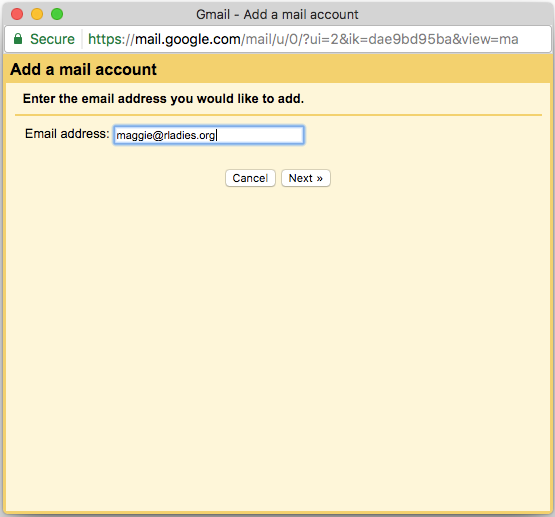 Gmail - Add a mail account
Secure https://mail.google.com/mail/u/0/?ui=2&ik=dae9bd95ba&view=ma
Add a mail account
Enter the email address you would like to add.
Email address: maggie@rladies.org
Cancel Next »